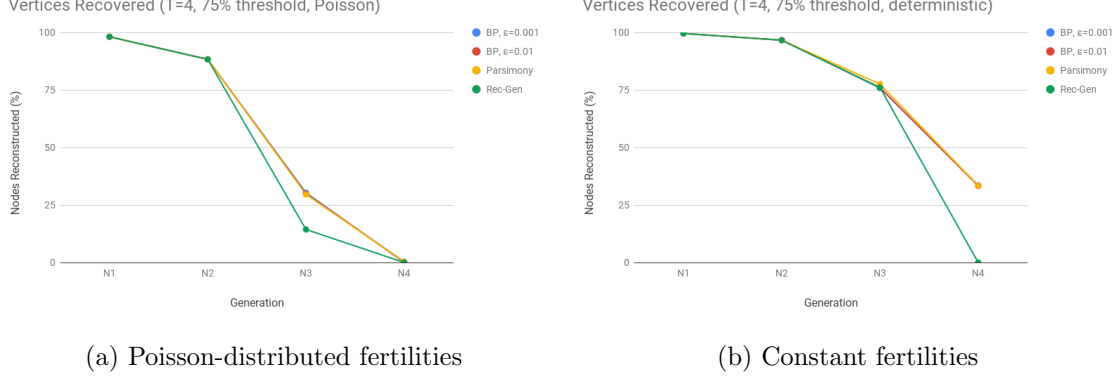 Vertices Recovered (T=4, 75% threshold, Poisson)
100
75
50
25
0
Nodes Reconstructed (%)
N1 N2 N3 N4
Generation
BP, ε=0.001
BP, ε=0.01
Parsimony
Rec-Gen
(a) Poisson-distributed fertilities
Vertices Recovered (T=4, 75% threshold, deterministic)
100
75
50
25
0
Nodes Reconstructed (%)
N1 N2 N3 N4
Generation
BP, ε=0.001
BP, ε=0.01
Parsimony
Rec-Gen
(b) Constant fertilities